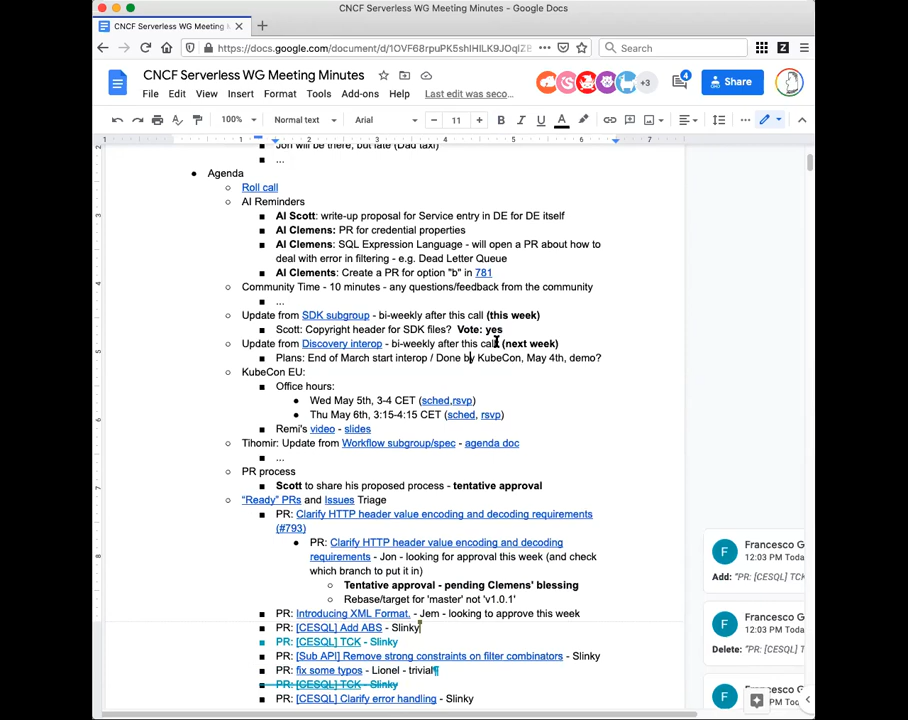 CNCF Serverless WG Meeting Minutes - Google Docs
CNCF Serverless WG Meeting Minutes
https://docs.google.com/document/d/1OVF68rpuPK5shIHILK9JOqlZB
Search
CNCF Serverless WG Meeting Minutes
+3
4
Share
File Edit View Insert Format Tools Add-ons Help Last edit was seco...
100% Normal text Arial 11
1 1 2 3 4 5 6 7
Jon will be there, but late (Dad taxi)
...
Agenda
Roll call
AI Reminders
AI Scott: write-up proposal for Service entry in DE for DE itself
AI Clemens: PR for credential properties
AI Clemens: SQL Expression Language - will open a PR about how to
deal with error in filtering - e.g. Dead Letter Queue
AI Clements: Create a PR for option "b" in 781
Community Time - 10 minutes - any questions/feedback from the community
...
Update from SDK subgroup - bi-weekly after this call (this week)
Scott: Copyright header for SDK files? Vote: yes
Update from Discovery interop - bi-weekly after this call (next week)
Plans: End of March start interop / Done by KubeCon, May 4th, demo?
KubeCon EU:
Office hours:
Wed May 5th, 3-4 CET (sched,rsvp)
Thu May 6th, 3:15-4:15 CET (sched, rsvp)
Remi's video - slides
Tihomir: Update from Workflow subgroup/spec - agenda doc
...
PR process
Scott to share his proposed process - tentative approval
"Ready" PRs and Issues Triage
PR: Clarify HTTP header value encoding and decoding requirements
(#793)
PR: Clarify HTTP header value encoding and decoding
requirements - Jon - looking for approval this week (and check
which branch to put it in)
Tentative approval - pending Clemens' blessing
Rebase/target for 'master' not 'v1.0.1'
PR: Introducing XML Format. - Jem - looking to approve this week
PR: [CESQL] Add ABS - Slinky
PR: [CESQL] TCK - Slinky
PR: [Sub API] Remove strong constraints on filter combinators - Slinky
PR: fix some typos - Lionel - trivial¶
PR: [CESQL] TCK - Slinky
PR: [CESQL] Clarify error handling - Slinky
F
Francesco G
12:03 PM Toda
Add: "PR: [CESQL] TCK
F
Francesco G
12:03 PM Toda
Delete: "PR: [CESQL]
F
Francesco G